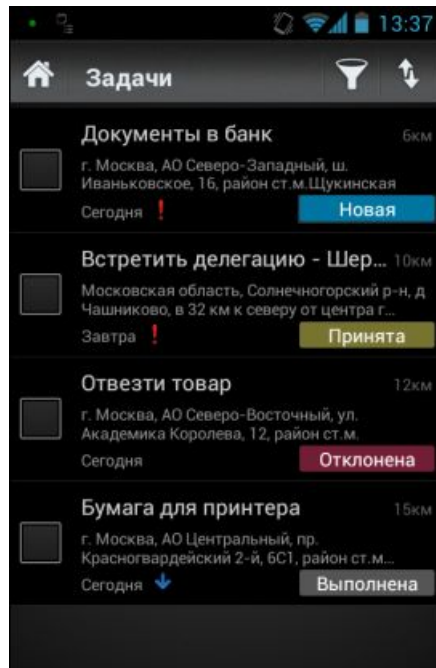 13:37
Задачи
Документы в банк 6км
г. Москва, АО Северо-Западный, ш.
Иваньковское, 16, район ст.м.Щукинская
Сегодня Новая
Встретить делегацию - Шер... 10км
Московская область, Солнечногорский р-н, д
Чашниково, в 32 км к северу от центра г...
Завтра Принята
Отвезти товар 12км
г. Москва, АО Северо-Восточный, ул.
Академика Королева, 12, район ст.м.
Сегодня Отклонена
Бумага для принтера 15км
г. Москва, АО Центральный, пр.
Красногвардейский 2-й, 6С1, район ст.м...
Сегодня Выполнена